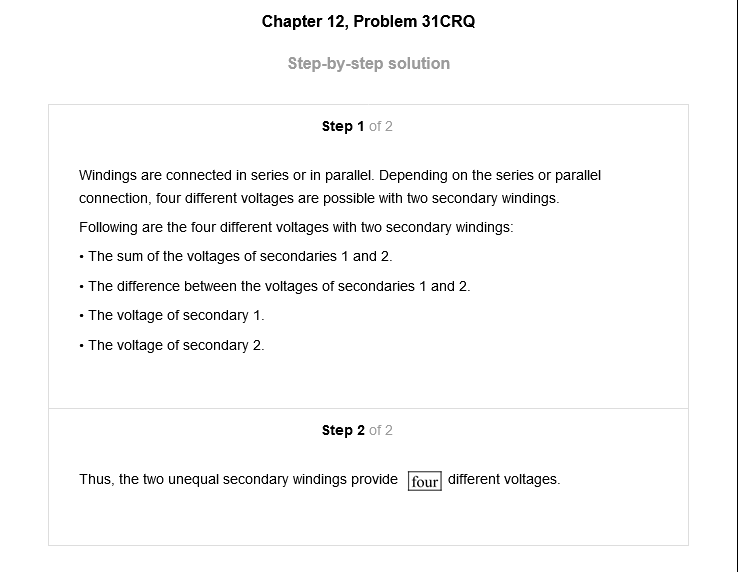 Chapter 12, Problem 31CRQ
Step-by-step solution
Step 1 of 2
Windings are connected in series or in parallel. Depending on the series or parallel
connection, four different voltages are possible with two secondary windings.
Following are the four different voltages with two secondary windings:
• The sum of the voltages of secondaries 1 and 2.
• The difference between the voltages of secondaries 1 and 2.
• The voltage of secondary 1.
• The voltage of secondary 2.
Step 2 of 2
Thus, the two unequal secondary windings provide four different voltages.